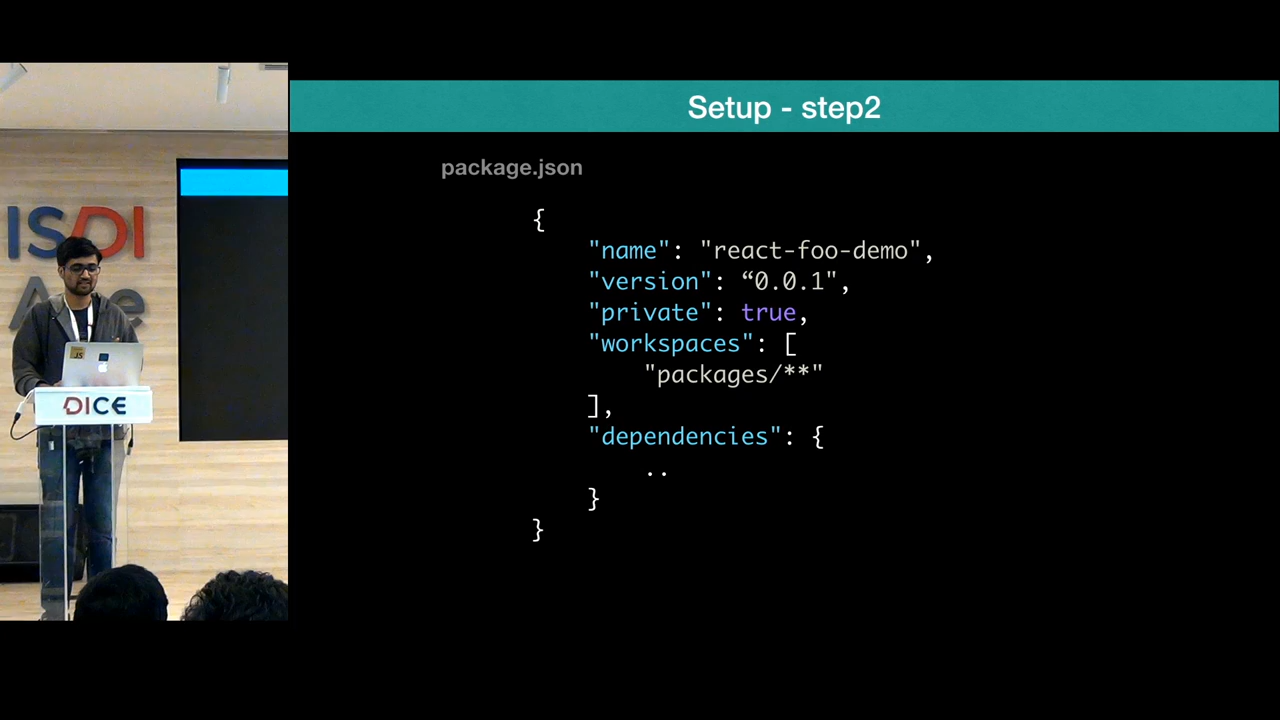 Setup - step2
package.json
{
"name": "react-foo-demo",
"version": “0.0.1",
"private": true,
"workspaces": [
"packages/**"
],
"dependencies": {
..
}
}
ISDI
DICE
JS